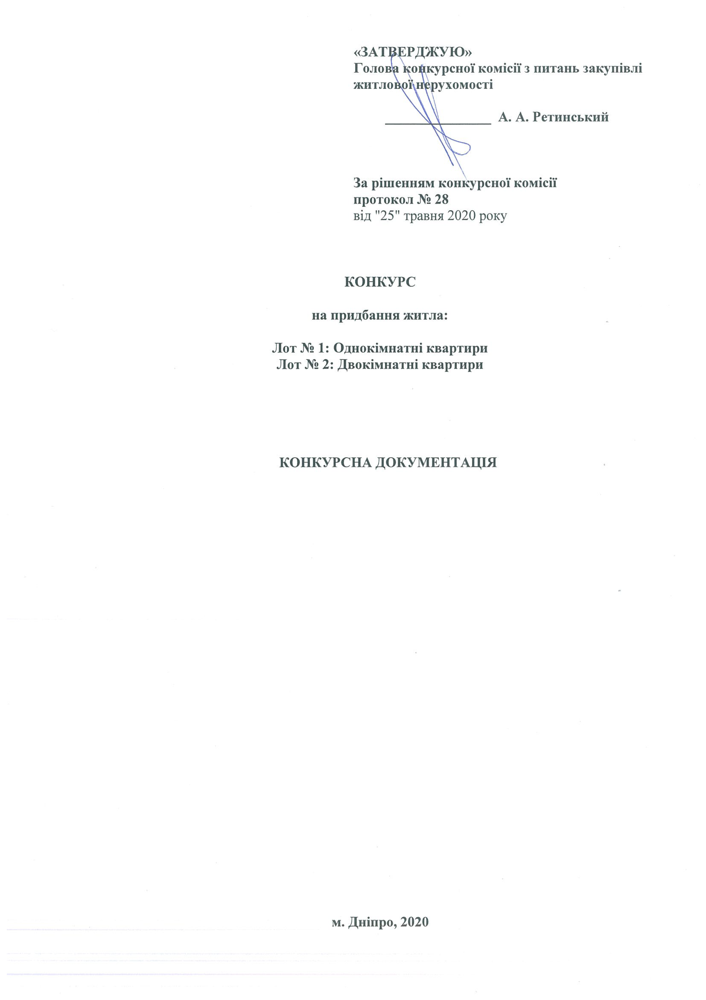 «ЗАТВЕРДЖУЮ»
Голова конкурсної комісії з питань закупівлі
житлової нерухомості
А. А. Ретинський
За рішенням конкурсної комісії
протокол № 28
від "25" травня 2020 року
КОНКУРС
на придбання житла:
Лот № 1: Однокімнатні квартири
Лот № 2: Двокімнатні квартири
КОНКУРСНА ДОКУМЕНТАЦІЯ
м. Дніпро, 2020